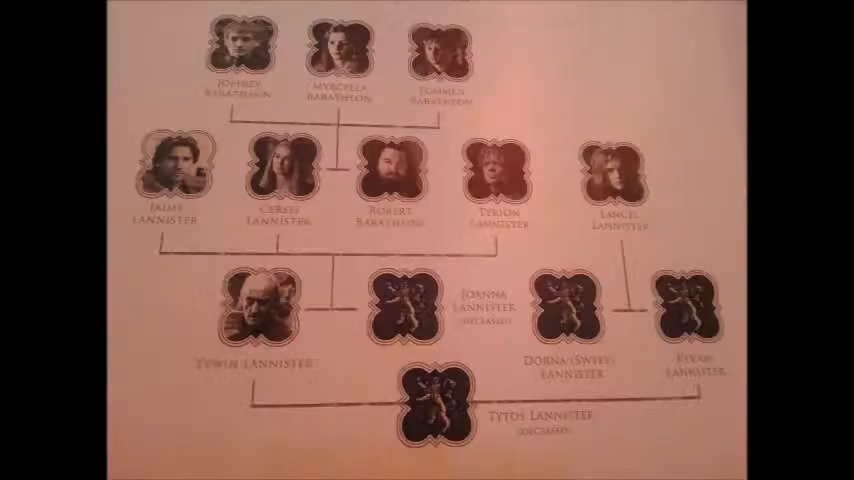 JOFFREY
BARATHEON
MYRCELLA
BARATHEON
TOMMEN
BARATHEON
JAIME
LANNISTER
CERSEI
LANNISTER
ROBERT
BARATHEON
TYRION
LANNISTER
LANCEL
LANNISTER
TYWIN LANNISTER
JOANNA
LANNISTER
(DECEASED)
DORNA (SWYFT)
LANNISTER
KEVAN
LANNISTER
TYTOS LANNISTER
(DECEASED)